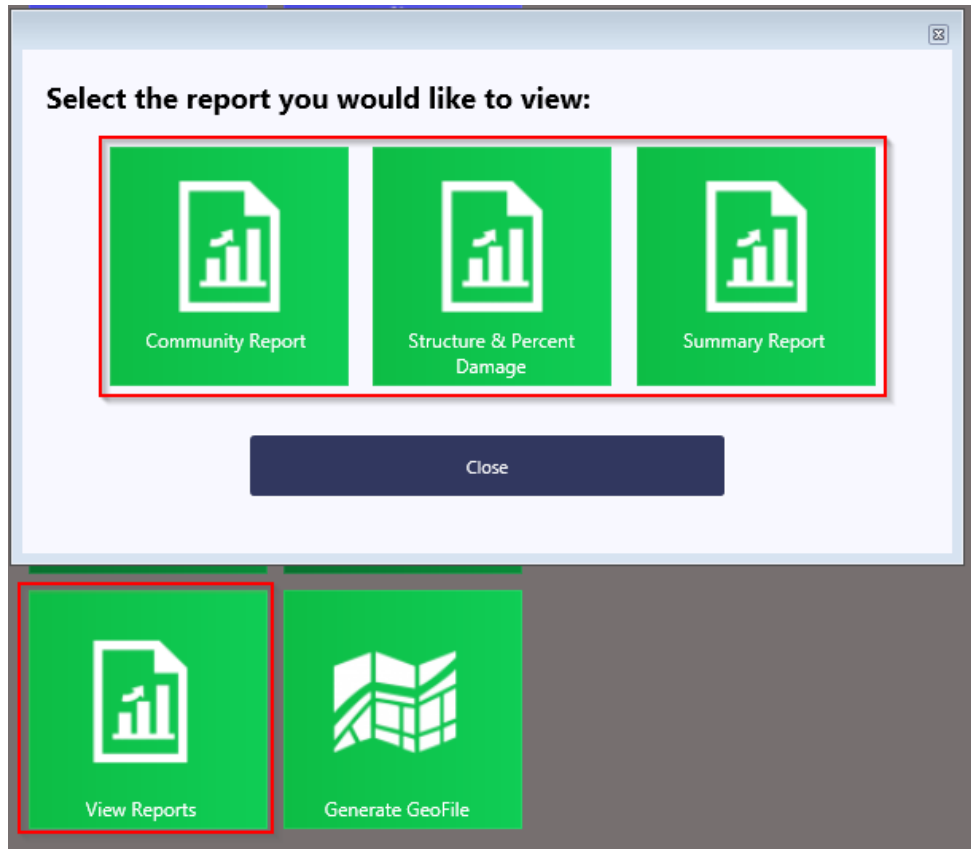 Select the report you would like to view:
Community Report
Structure & Percent
Damage
Summary Report
Close
View Reports
Generate GeoFile